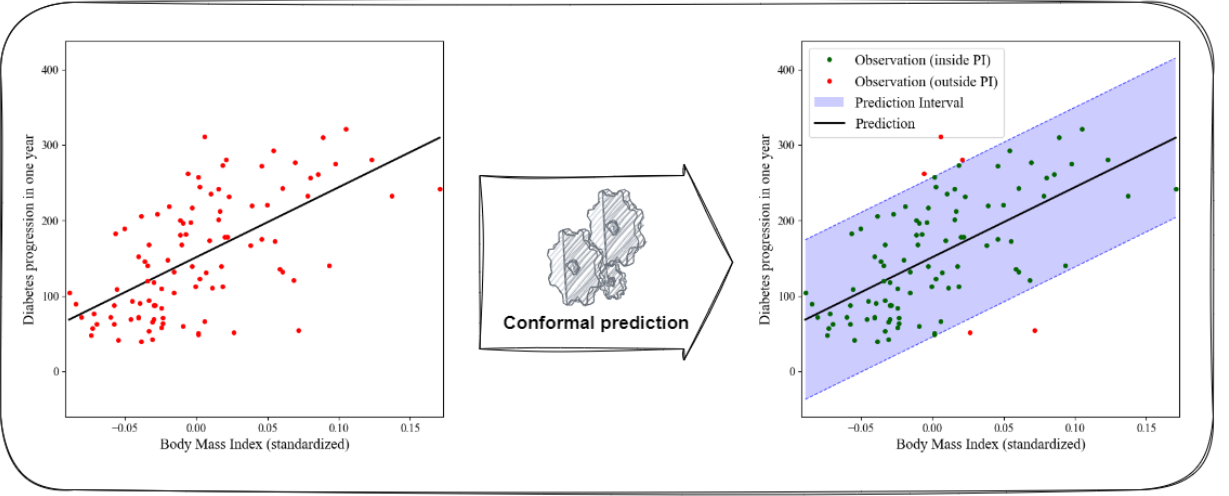 400
300
200
100
0
Diabetes progression in one year
−0.05
0.00
0.05
0.10
0.15
Body Mass Index (standardized)
Conformal prediction
Observation (inside PI)
Observation (outside PI)
Prediction Interval
Prediction
400
300
200
100
0
Diabetes progression in one year
−0.05
0.00
0.05
0.10
0.15
Body Mass Index (standardized)